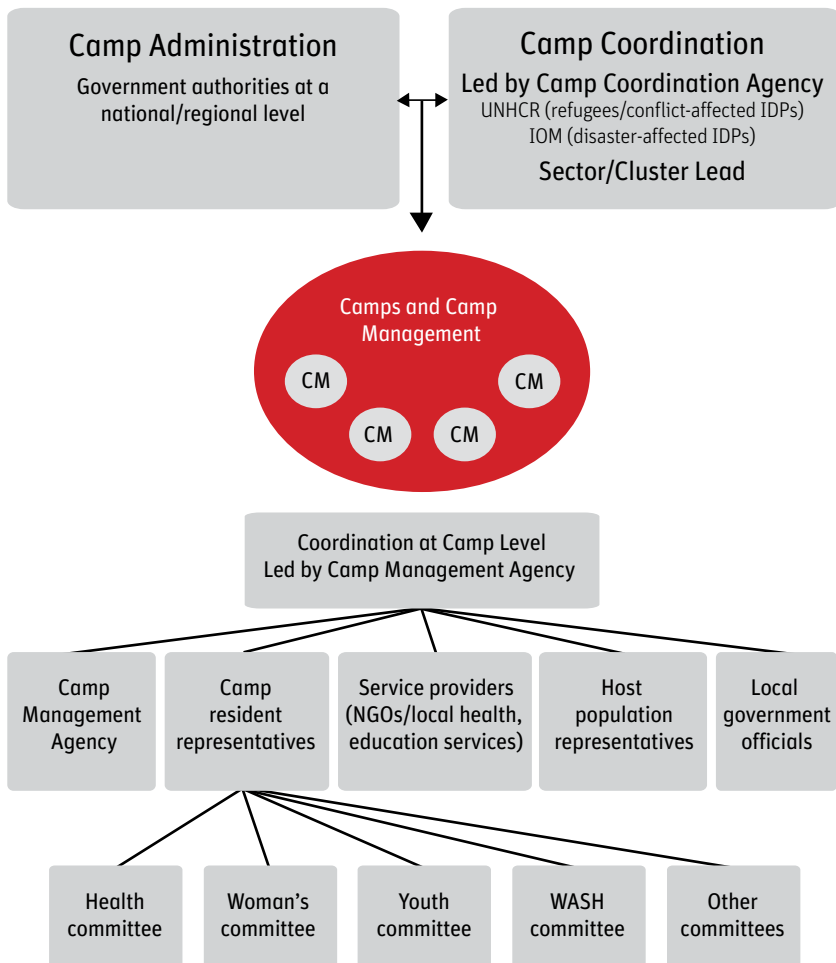 Camp Administration
Government authorities at a
national/regional level
Camp Coordination
Led by Camp Coordination Agency
UNHCR (refugees/conflict-affected IDPs)
IOM (disaster-affected IDPs)
Sector/Cluster Lead
Camps and Camp
Management
CM
CM
CM
CM
Coordination at Camp Level
Led by Camp Management Agency
Camp
Management
Agency
Camp
resident
representatives
Service providers
(NGOs/local health,
education services)
Host
population
representatives
Local
government
officials
Health
committee
Woman's
committee
Youth
committee
WASH
committee
Other
committees